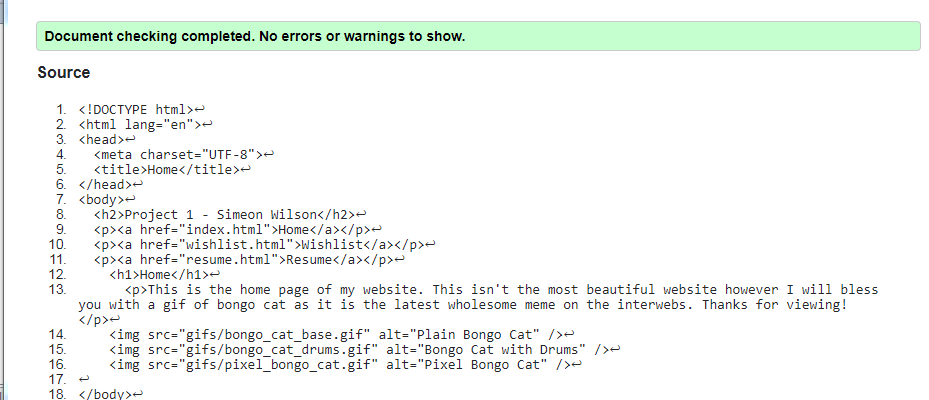 Document checking completed. No errors or warnings to show.
Source
1. <!DOCTYPE html>↩
2. <html lang="en">↩
3. <head>↩
4.   <meta charset="UTF-8">↩
5.   <title>Home</title>↩
6. </head>↩
7. <body>↩
8.   <h2>Project 1 - Simeon Wilson</h2>↩
9.   <p><a href="index.html">Home</a></p>↩
10.   <p><a href="wishlist.html">Wishlist</a></p>↩
11.   <p><a href="resume.html">Resume</a></p>↩
12.     <h1>Home</h1>↩
13.       <p>This is the home page of my website. This isn't the most beautiful website however I will bless
you with a gif of bongo cat as it is the latest wholesome meme on the interwebs. Thanks for viewing!
</p>↩
14.     <img src="gifs/bongo_cat_base.gif" alt="Plain Bongo Cat" />↩
15.     <img src="gifs/bongo_cat_drums.gif" alt="Bongo Cat with Drums" />↩
16.     <img src="gifs/pixel_bongo_cat.gif" alt="Pixel Bongo Cat" />↩
17. ↩
18. </body>↩